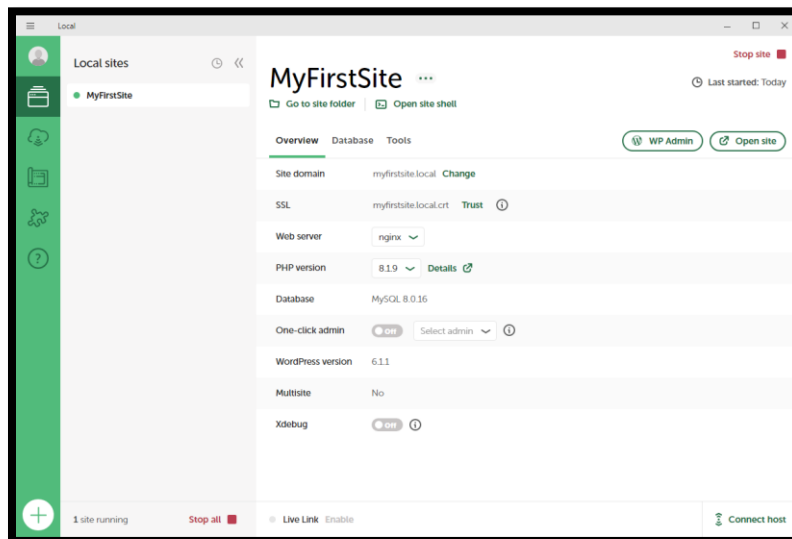 Local
Local sites
MyFirstSite
1 site running
Stop all
Stop site
MyFirstSite ...
Last started: Today
Go to site folder
Open site shell
Overview Database Tools
WP Admin
Open site
Site domain myfirstsite.local Change
SSL myfirstsite.local.crt Trust
Web server nginx
PHP version 8.1.9 Details
Database MySQL 8.0.16
One-click admin Off Select admin
WordPress version 6.1.1
Multisite No
Xdebug Off
Live Link Enable
Connect host